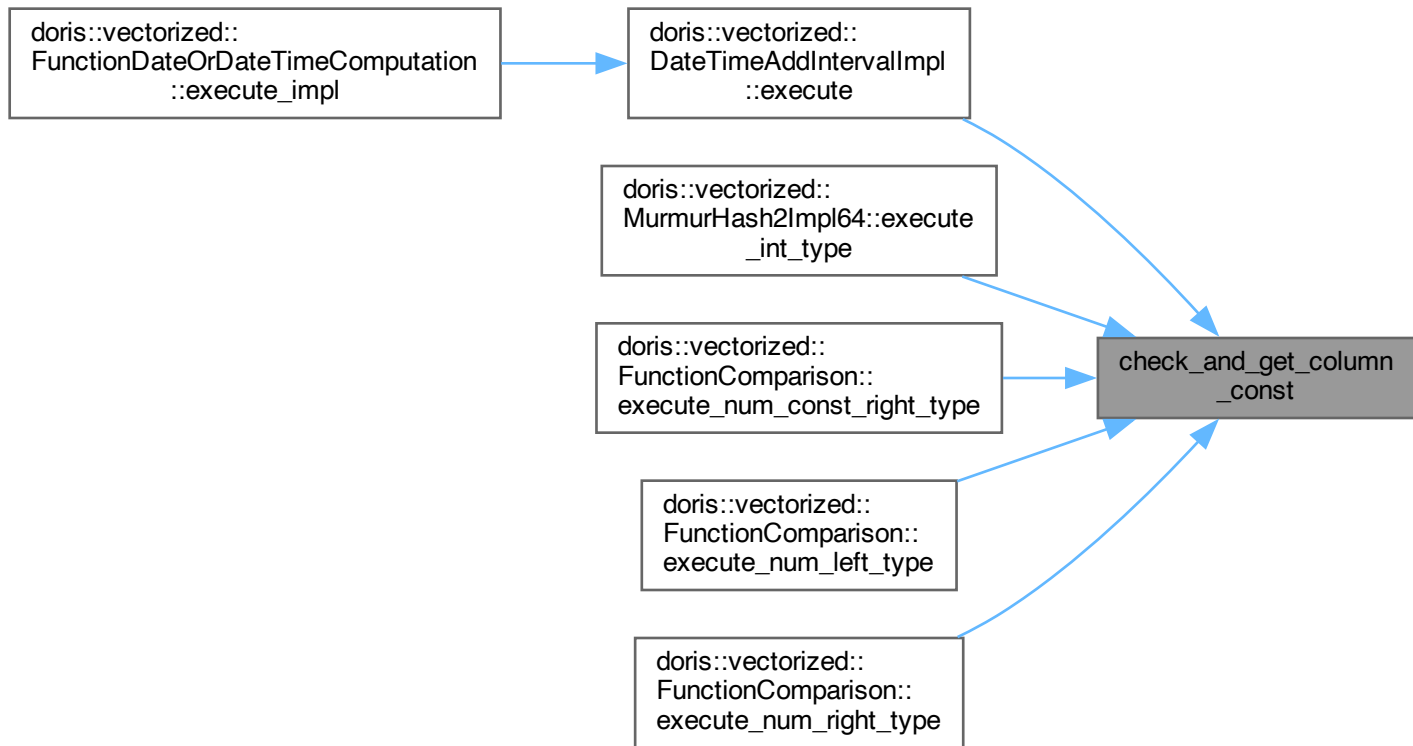 doris::vectorized::
FunctionDateOrDateTimeComputation
::execute_impl
doris::vectorized::
DateTimeAddIntervalImpl
::execute
doris::vectorized::
MurmurHash2Impl64::execute
_int_type
doris::vectorized::
FunctionComparison::
execute_num_const_right_type
doris::vectorized::
FunctionComparison::
execute_num_left_type
doris::vectorized::
FunctionComparison::
execute_num_right_type
check_and_get_column
_const